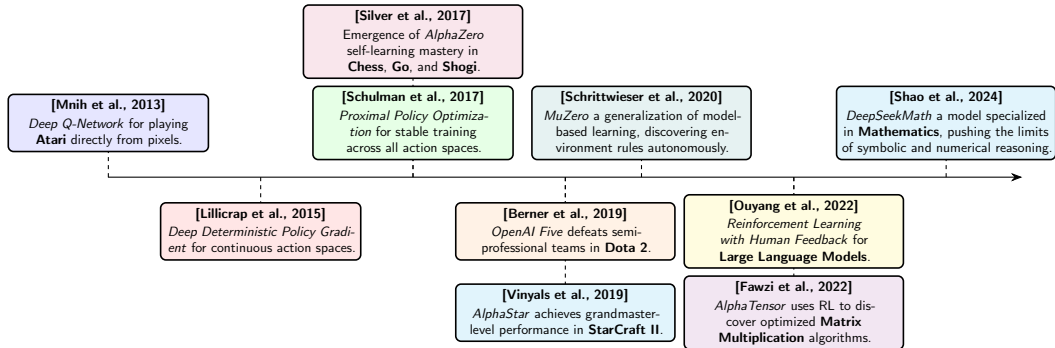 [Silver et al., 2017]
Emergence of AlphaZero
self-learning mastery in
Chess, Go, and Shogi.
[Mnih et al., 2013]
Deep Q-Network for playing
Atari directly from pixels.
[Schulman et al., 2017]
Proximal Policy Optimiza-
tion for stable training
across all action spaces.
[Schrittwieser et al., 2020]
MuZero a generalization of model-
based learning, discovering en-
vironment rules autonomously.
[Shao et al., 2024]
DeepSeekMath a model specialized
in Mathematics, pushing the limits
of symbolic and numerical reasoning.
[Lillicrap et al., 2015]
Deep Deterministic Policy Gradi-
ent for continuous action spaces.
[Berner et al., 2019]
OpenAI Five defeats semi-
professional teams in Dota 2.
[Ouyang et al., 2022]
Reinforcement Learning
with Human Feedback for
Large Language Models.
[Vinyals et al., 2019]
AlphaStar achieves grandmaster-
level performance in StarCraft II.
[Fawzi et al., 2022]
AlphaTensor uses RL to dis-
cover optimized Matrix
Multiplication algorithms.